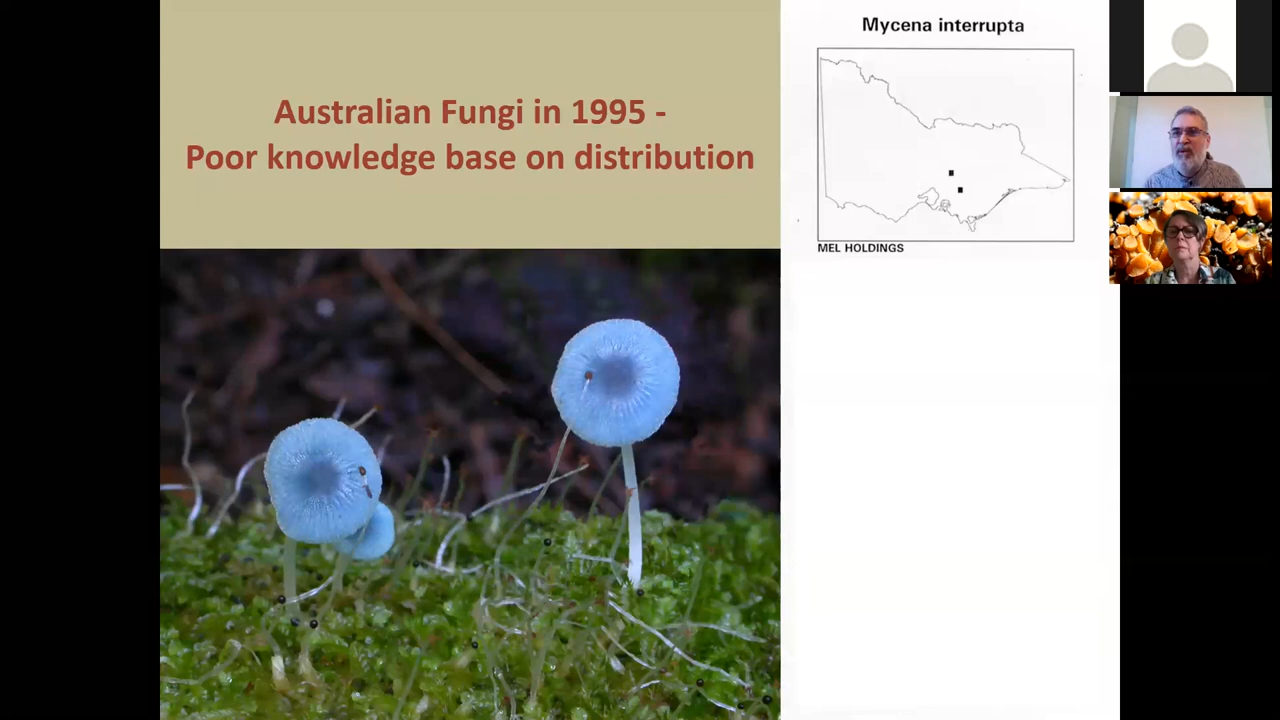 Australian Fungi in 1995 -
Poor knowledge base on distribution
Mycena interrupta
MEL HOLDINGS